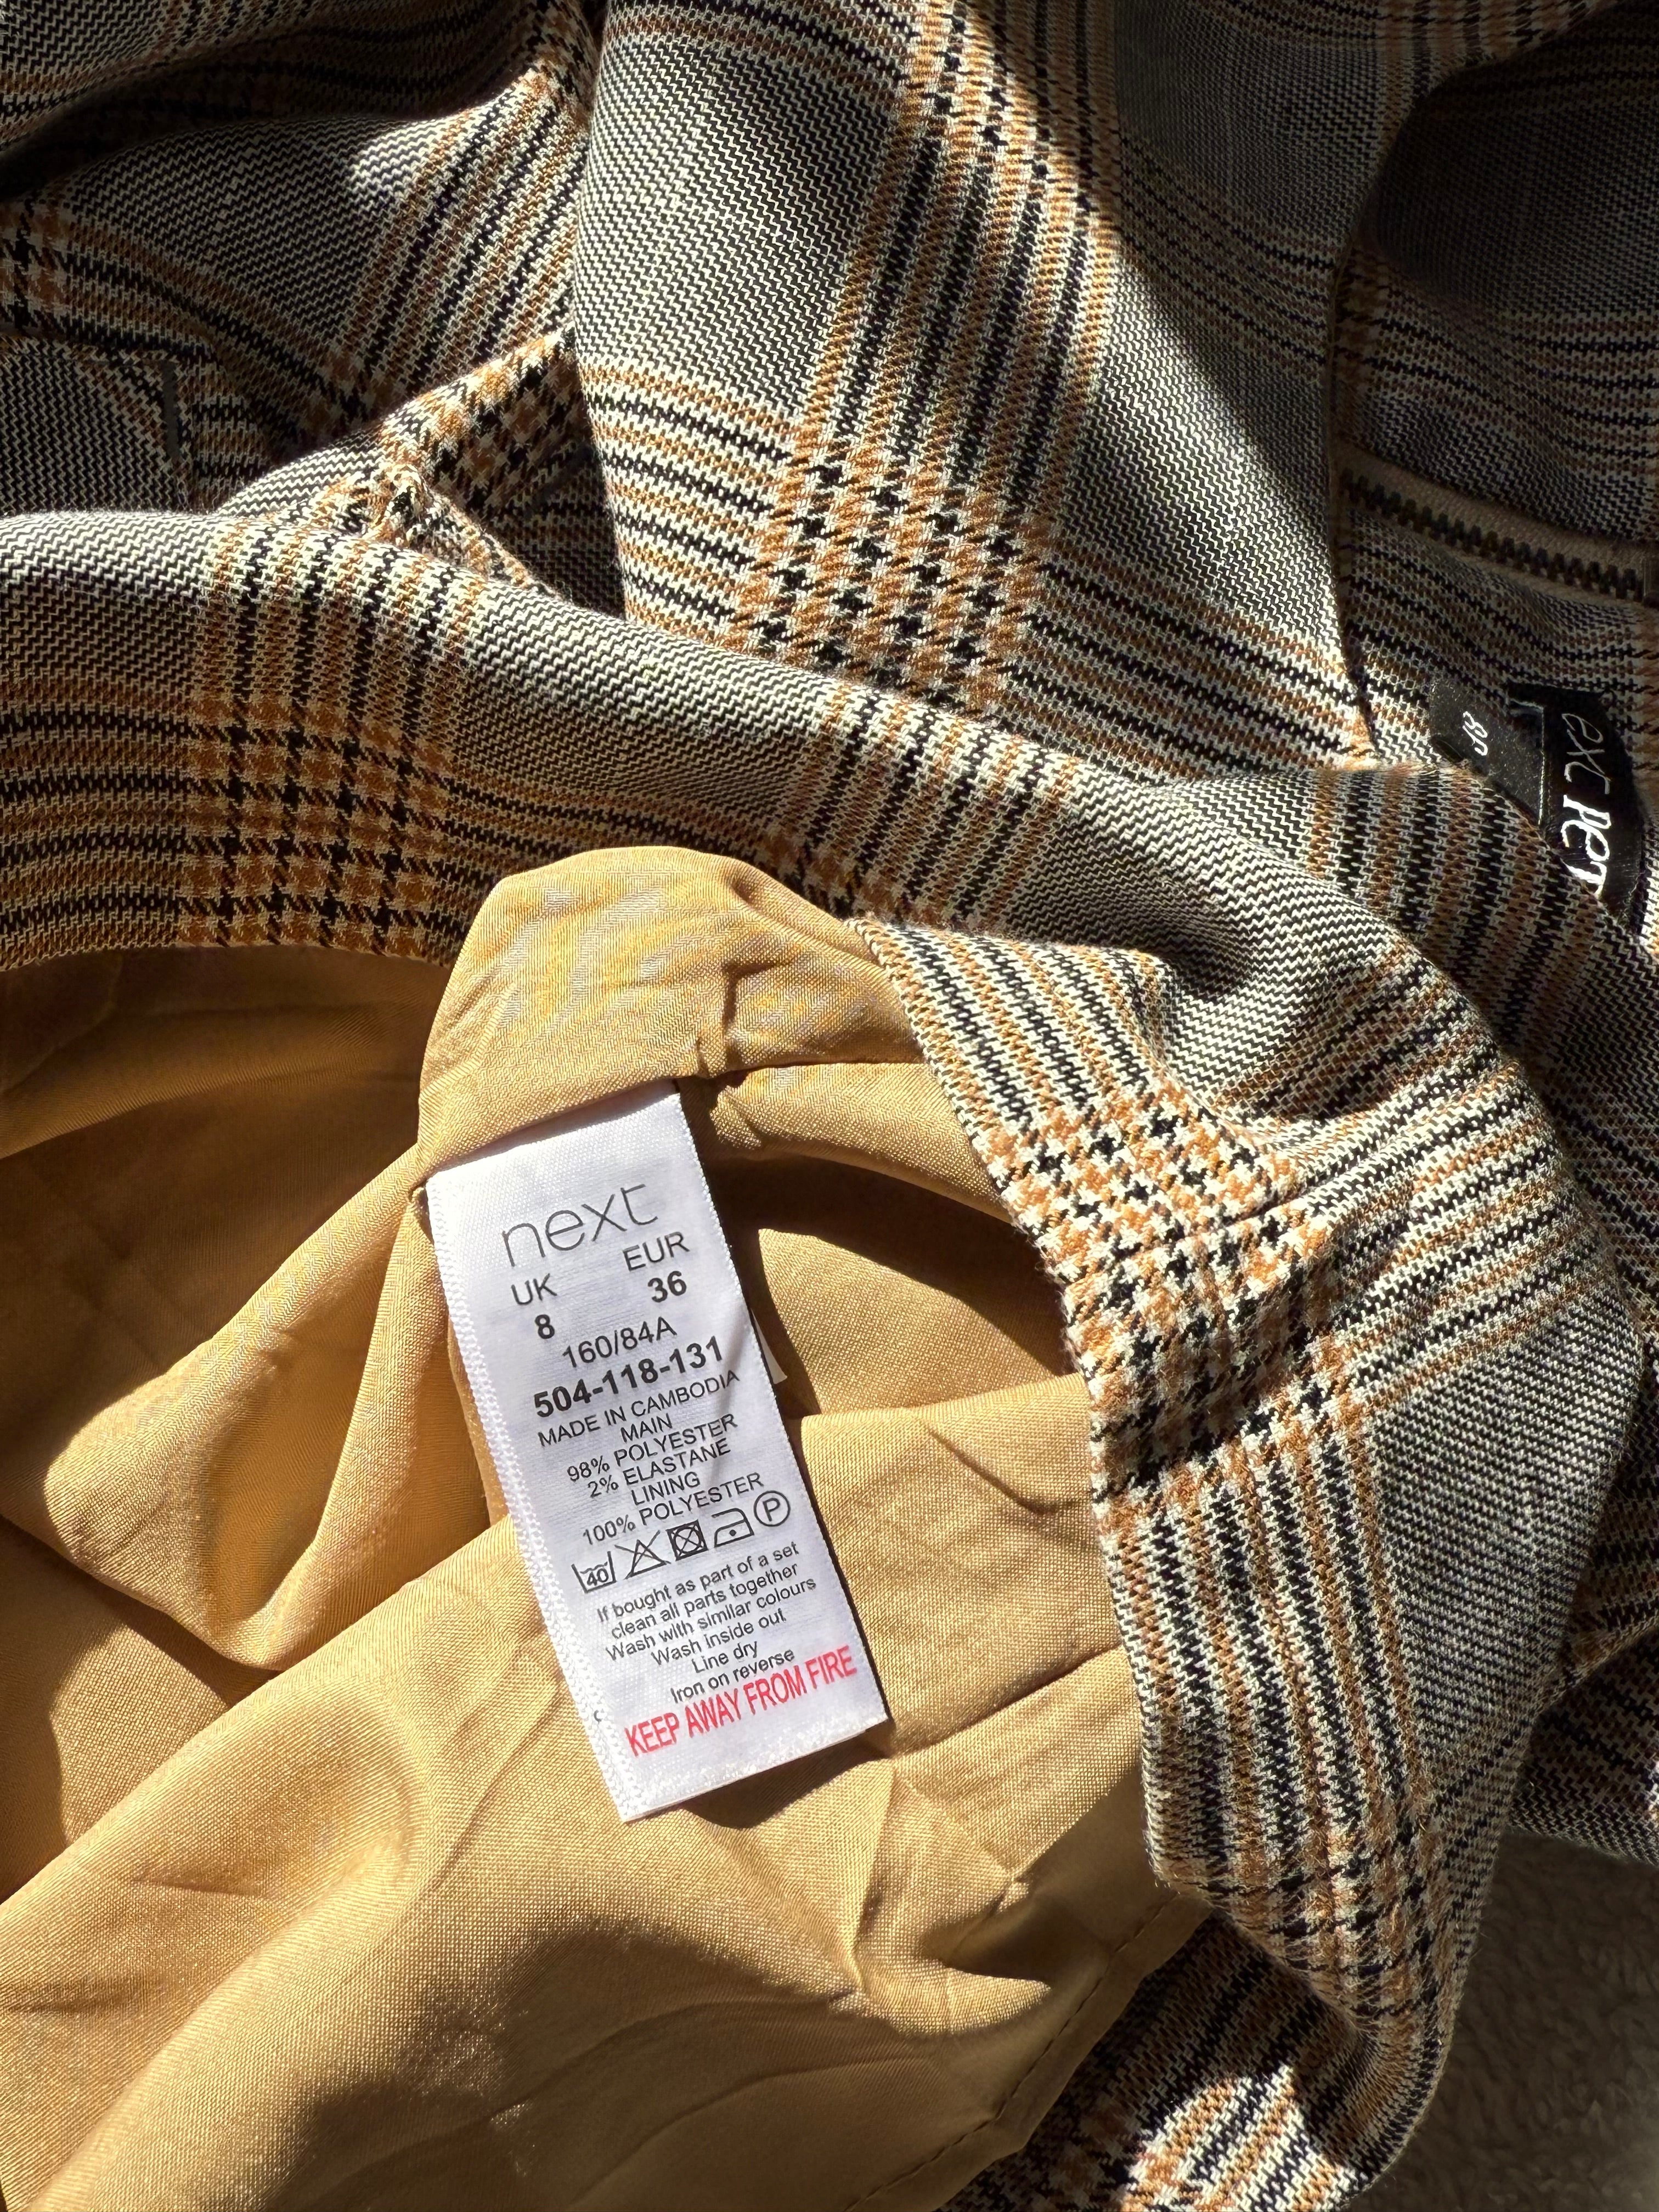 next
UK EUR
8 36
160/84A
504-118-131
MADE IN CAMBODIA
MAIN
98% POLYESTER
2% ELASTANE
LINING
100% POLYESTER
40 P
If bought as part of a set
clean all parts together
Wash with similar colours
Wash inside out
Line dry
Iron on reverse
KEEP AWAY FROM FIRE